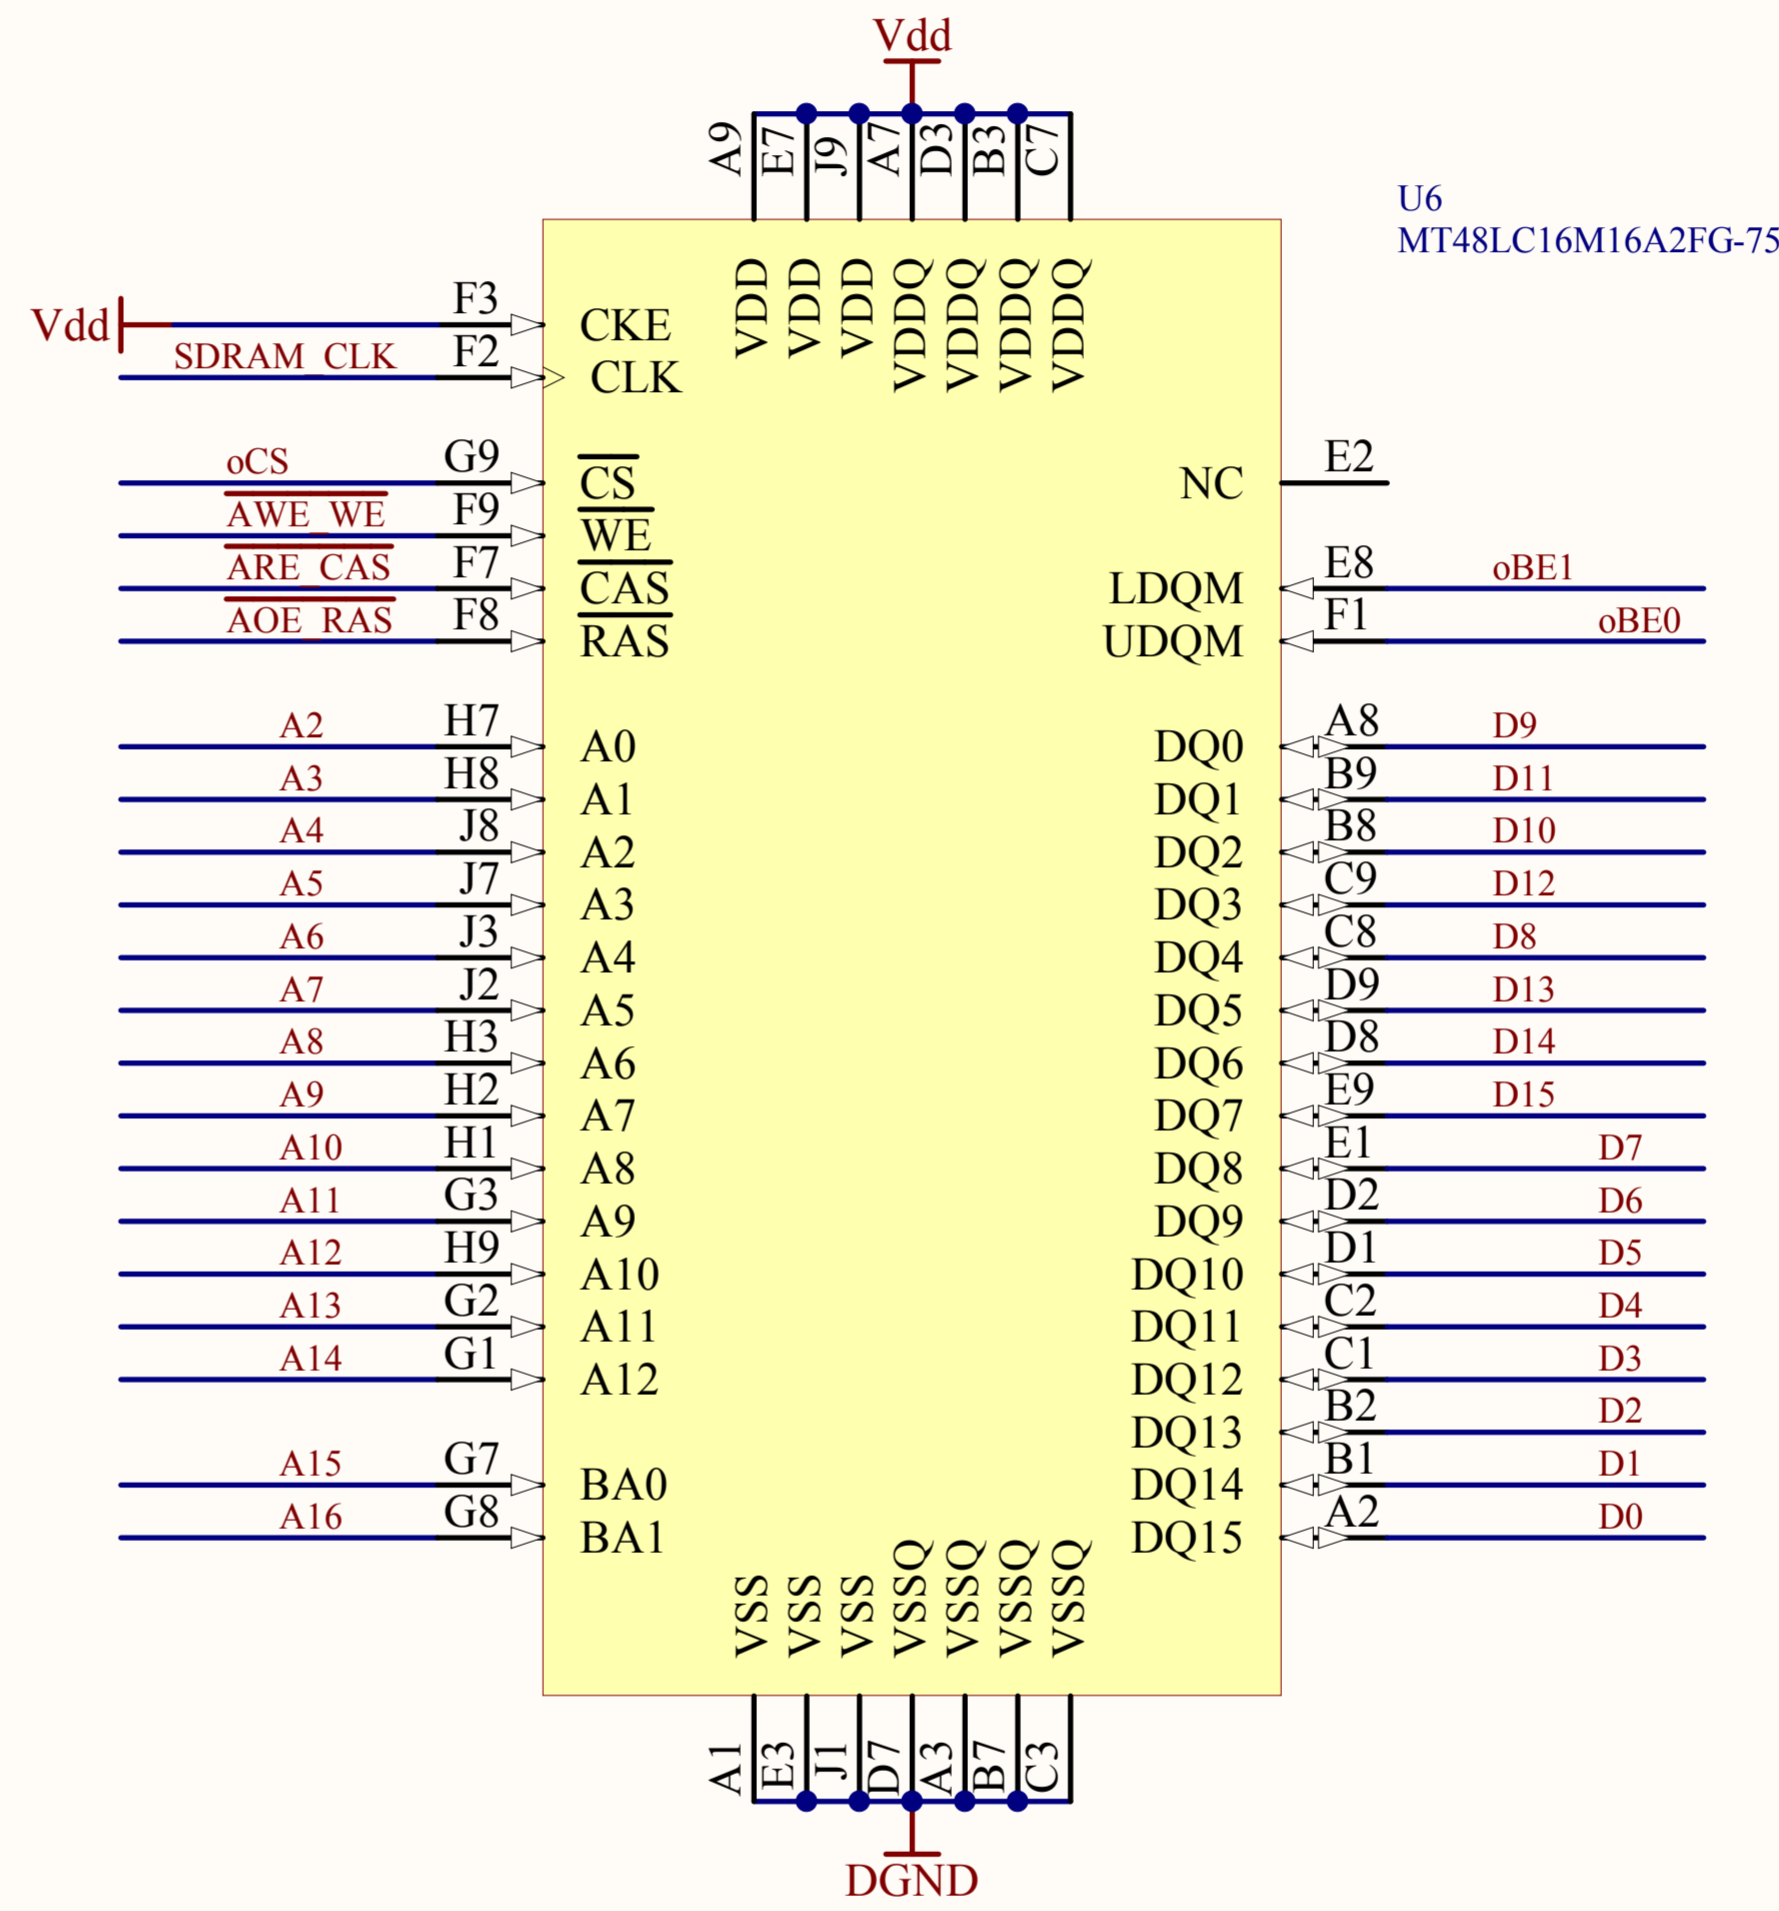 Vdd
A9 E7 J9 A7 D3 B3 C7
U6
MT48LC16M16A2FG-75
VDD VDD VDD VDDQ VDDQ VDDQ VDDQ
Vdd F3 CKE
SDRAM_CLK F2 CLK
oCS G9 CS NC E2
AWE_WE F9 WE
ARE_CAS F7 CAS LDQM E8 oBE1
AOE_RAS F8 RAS UDQM F1 oBE0
A2 H7 A0 DQ0 A8 D9
A3 H8 A1 DQ1 B9 D11
A4 J8 A2 DQ2 B8 D10
A5 J7 A3 DQ3 C9 D12
A6 J3 A4 DQ4 C8 D8
A7 J2 A5 DQ5 D9 D13
A8 H3 A6 DQ6 D8 D14
A9 H2 A7 DQ7 E9 D15
A10 H1 A8 DQ8 E1 D7
A11 G3 A9 DQ9 D2 D6
A12 H9 A10 DQ10 D1 D5
A13 G2 A11 DQ11 C2 D4
A14 G1 A12 DQ12 C1 D3
DQ13 B2 D2
A15 G7 BA0 DQ14 B1 D1
A16 G8 BA1 DQ15 A2 D0
VSS VSS VSS VSSQ VSSQ VSSQ VSSQ
A1 E3 J1 D7 A3 B7 C3
DGND